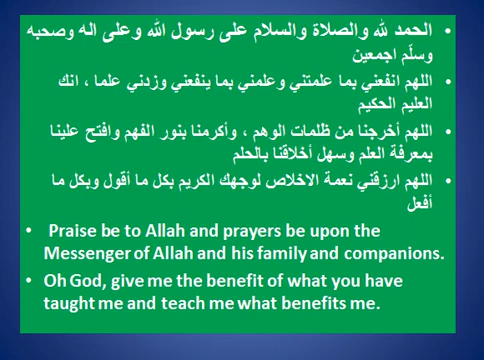 • الحمد لله والصلاة والسلام على رسول الله وعلى اله وصحبه
وسلّم اجمعين
• اللهم انفعني بما علمتني وعلمني بما ينفعني وزدني علما ، انك
العليم الحكيم
• اللهم أخرجنا من ظلمات الوهم ، وأكرمنا بنور الفهم وافتح علينا
بمعرفة العلم وسهل أخلاقنا بالحلم
• اللهم ارزقني نعمة الاخلاص لوجهك الكريم بكل ما أقول وبكل ما
أفعل
• Praise be to Allah and prayers be upon the
Messenger of Allah and his family and companions.
• Oh God, give me the benefit of what you have
taught me and teach me what benefits me.